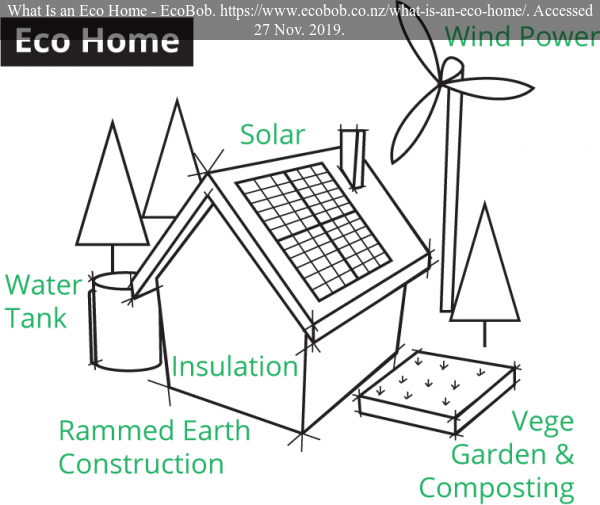 What Is an Eco Home - EcoBob. https://www.ecobob.co.nz/what-is-an-eco-home/. Accessed
27 Nov. 2019.
Eco Home
Wind Power
Solar
Water
Tank
Insulation
Rammed Earth
Construction
Vege
Garden &
Composting